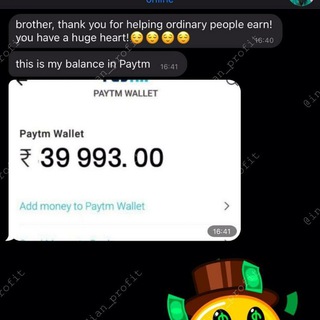 online
brother, thank you for helping ordinary people earn!
you have a huge heart!😌😌😌😌
16:40
this is my balance in Paytm
16:41
PAYTM WALLET
Paytm Wallet
₹ 39 993. 00
Add money to Paytm Wallet
16:41